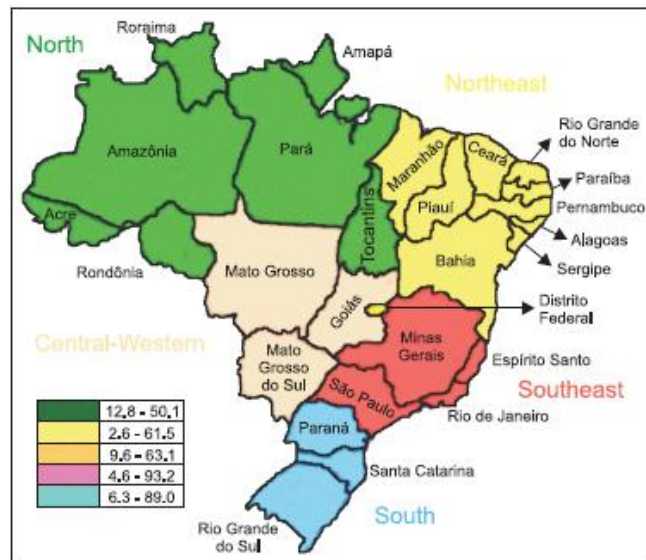 Roraima
North
Amapá
Northeast
Rio Grande
do Norte
Amazônia
Pará
Maranhão
Ceará
Paraíba
Piauí
Pernambuco
Acre
Tocantins
Alagoas
Rondônia
Mato Grosso
Bahia
Sergipe
Goiás
Distrito
Federal
Central-Western
Minas
Gerais
Mato
Grosso
do Sul
Espírito Santo
São Paulo
Southeast
Rio de Janeiro
12.8 - 50.1
2.6 - 61.5
9.6 - 63.1
4.6 - 93.2
6.3 - 89.0
Paraná
Santa Catarina
Rio Grande
do Sul
South